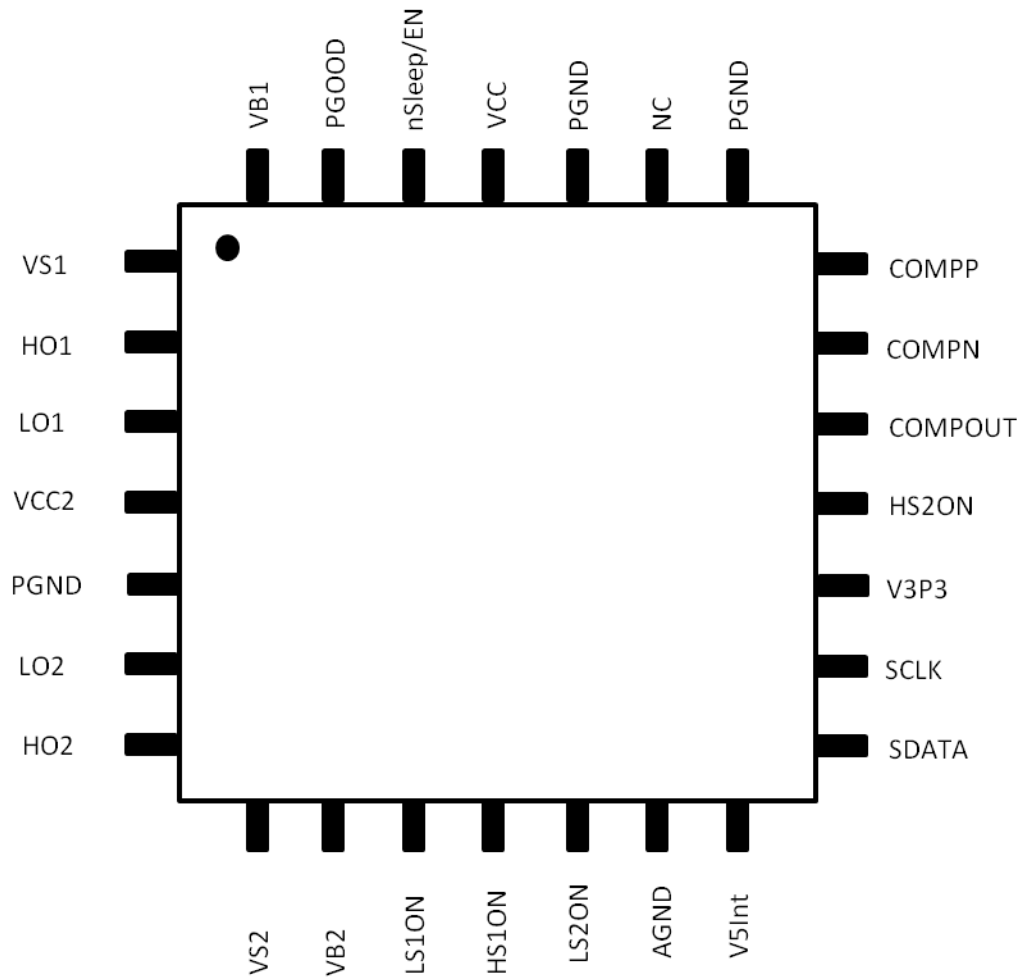 VB1
PGOOD
nSleep/EN
VCC
PGND
NC
PGND
VS1
HO1
LO1
VCC2
PGND
LO2
HO2
COMPP
COMPN
COMPOUT
HS2ON
V3P3
SCLK
SDATA
VS2
VB2
LS1ON
HS1ON
LS2ON
AGND
V5Int